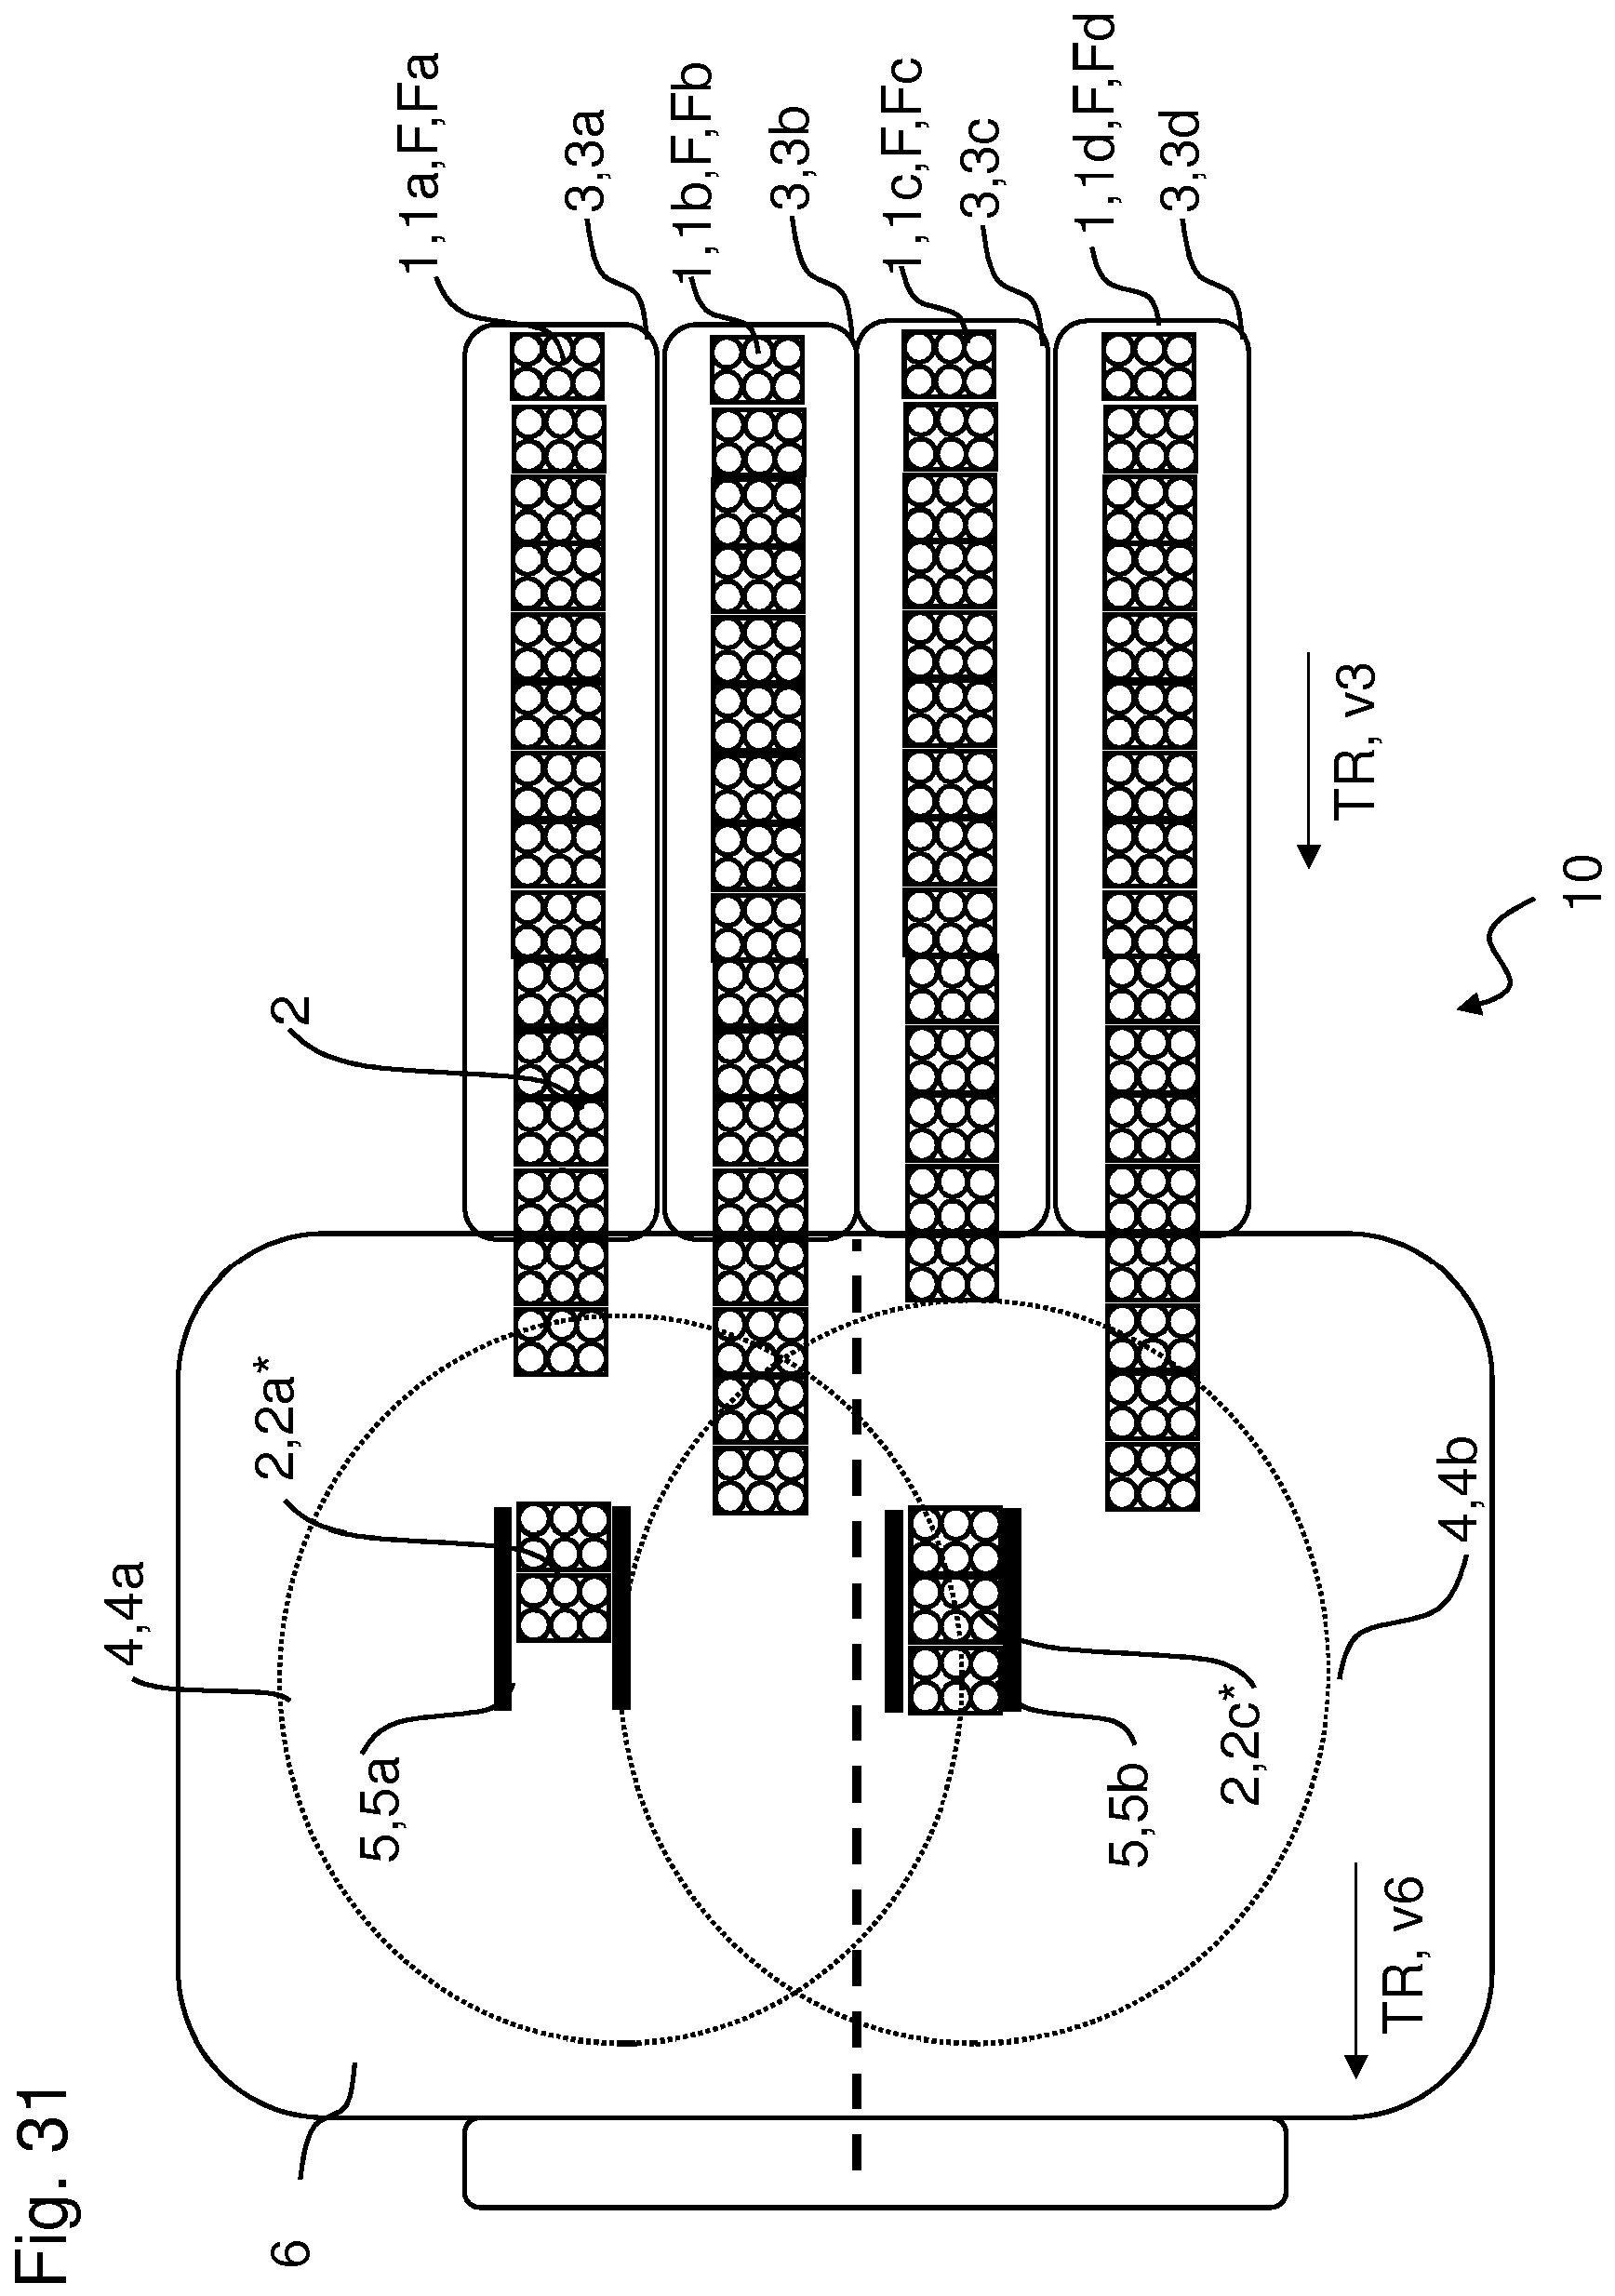 Fig. 31
1,1a,F,Fa
3,3a
1,1b,F,Fb
3,3b
1,1c,F,Fc
3,3c
1,1d,F,Fd
3,3d
2
TR, v3
10
2,2a*
4,4a
5,5a
4,4b
2,2c*
5,5b
TR, v6
6